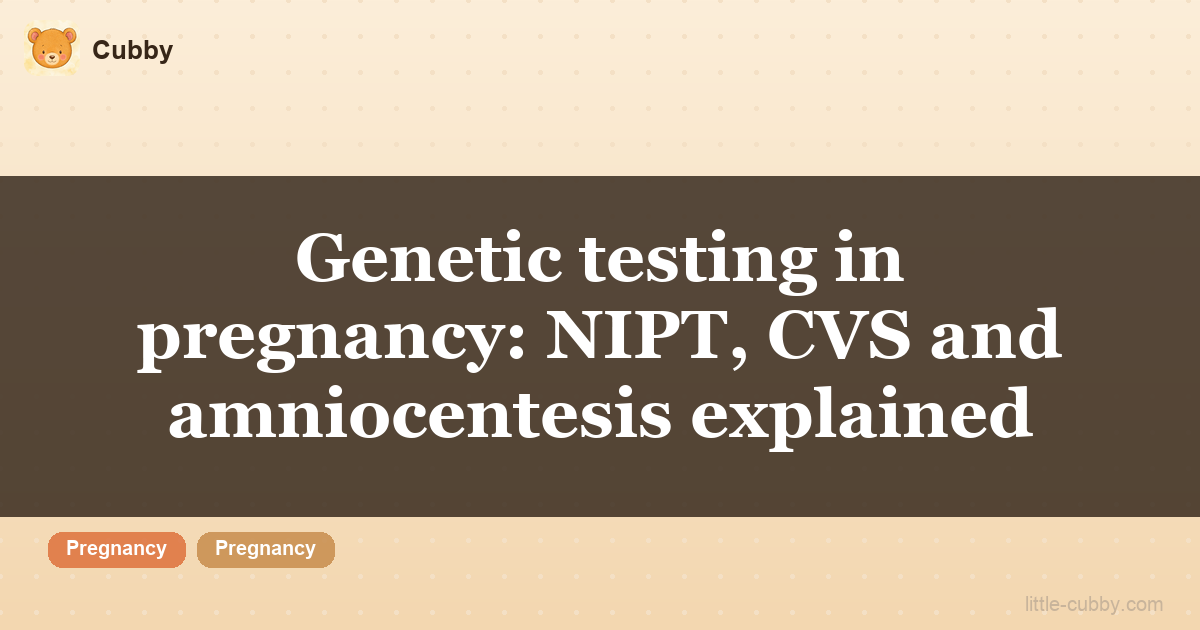 Cubby
Genetic testing in
pregnancy: NIPT, CVS and
amniocentesis explained
Pregnancy Pregnancy
little-cubby.com